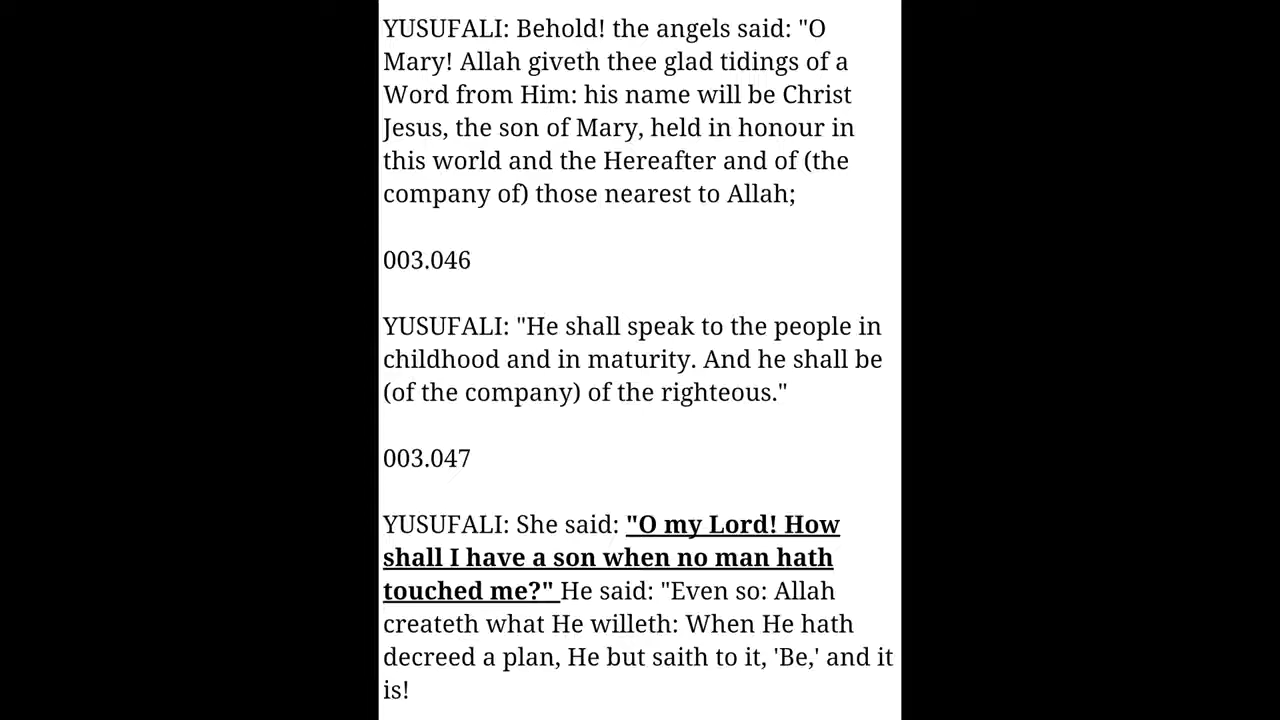 YUSUFALI: Behold! the angels said: "O
Mary! Allah giveth thee glad tidings of a
Word from Him: his name will be Christ
Jesus, the son of Mary, held in honour in
this world and the Hereafter and of (the
company of) those nearest to Allah;
003.046
YUSUFALI: "He shall speak to the people in
childhood and in maturity. And he shall be
(of the company) of the righteous."
003.047
YUSUFALI: She said: "O my Lord! How
shall I have a son when no man hath
touched me?" He said: "Even so: Allah
createth what He willeth: When He hath
decreed a plan, He but saith to it, 'Be,' and it
is!